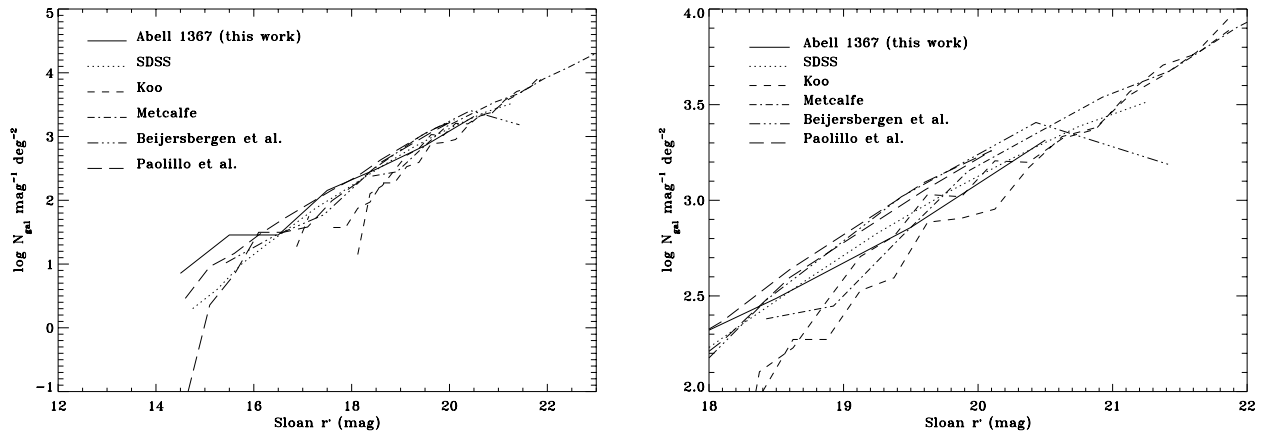 5
4
3
2
1
0
-1
log N_gal mag^-1 deg^-2
Abell 1367 (this work)
SDSS
Koo
Metcalfe
Beijersbergen et al.
Paolillo et al.
12 14 16 18 20 22
Sloan r' (mag)
4.0
3.5
3.0
2.5
2.0
log N_gal mag^-1 deg^-2
Abell 1367 (this work)
SDSS
Koo
Metcalfe
Beijersbergen et al.
Paolillo et al.
18 19 20 21 22
Sloan r' (mag)